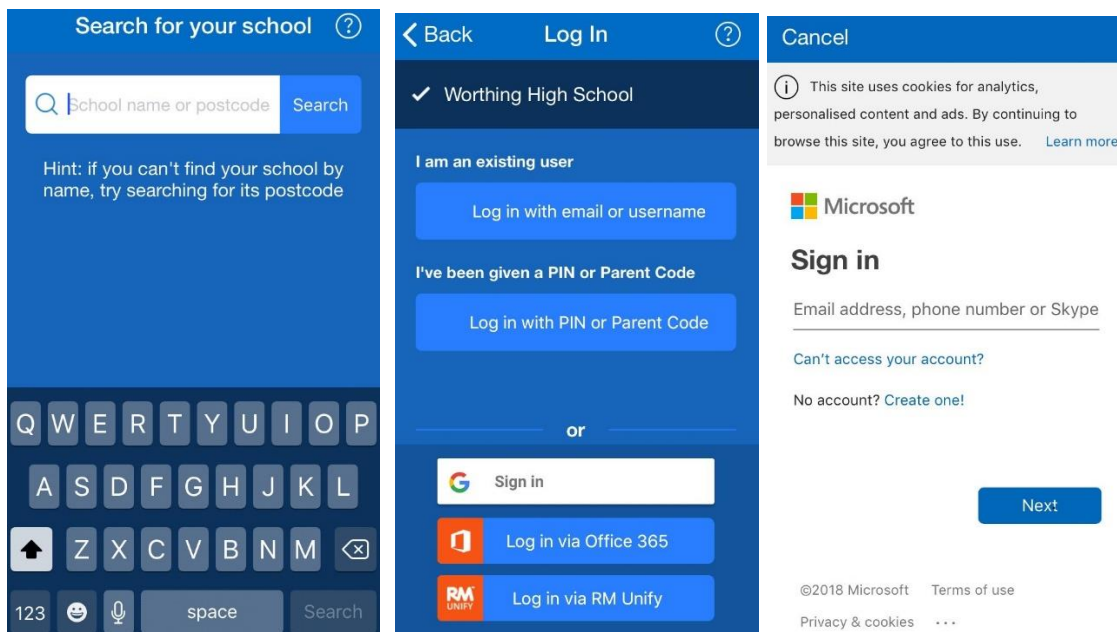 Search for your school ?
School name or postcode Search
Hint: if you can't find your school by
name, try searching for its postcode
Q W E R T Y U I O P
A S D F G H J K L
Z X C V B N M
123 space Search
Back Log In ?
Worthing High School
I am an existing user
Log in with email or username
I've been given a PIN or Parent Code
Log in with PIN or Parent Code
or
G Sign in
Log in via Office 365
RM UNIFY Log in via RM Unify
Cancel
i This site uses cookies for analytics,
personalised content and ads. By continuing to
browse this site, you agree to this use. Learn more
Microsoft
Sign in
Email address, phone number or Skype
Can't access your account?
No account? Create one!
Next
©2018 Microsoft Terms of use
Privacy & cookies ...